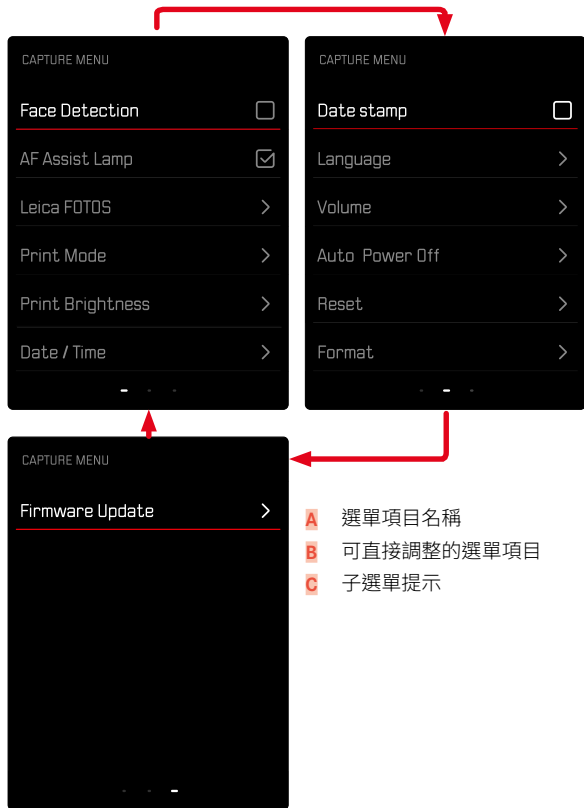 CAPTURE MENU
Face Detection
AF Assist Lamp
Leica FOTOS
Print Mode
Print Brightness
Date / Time
CAPTURE MENU
Date stamp
Language
Volume
Auto Power Off
Reset
Format
CAPTURE MENU
Firmware Update
A 選單項目名稱
B 可直接調整的選單項目
C 子選單提示